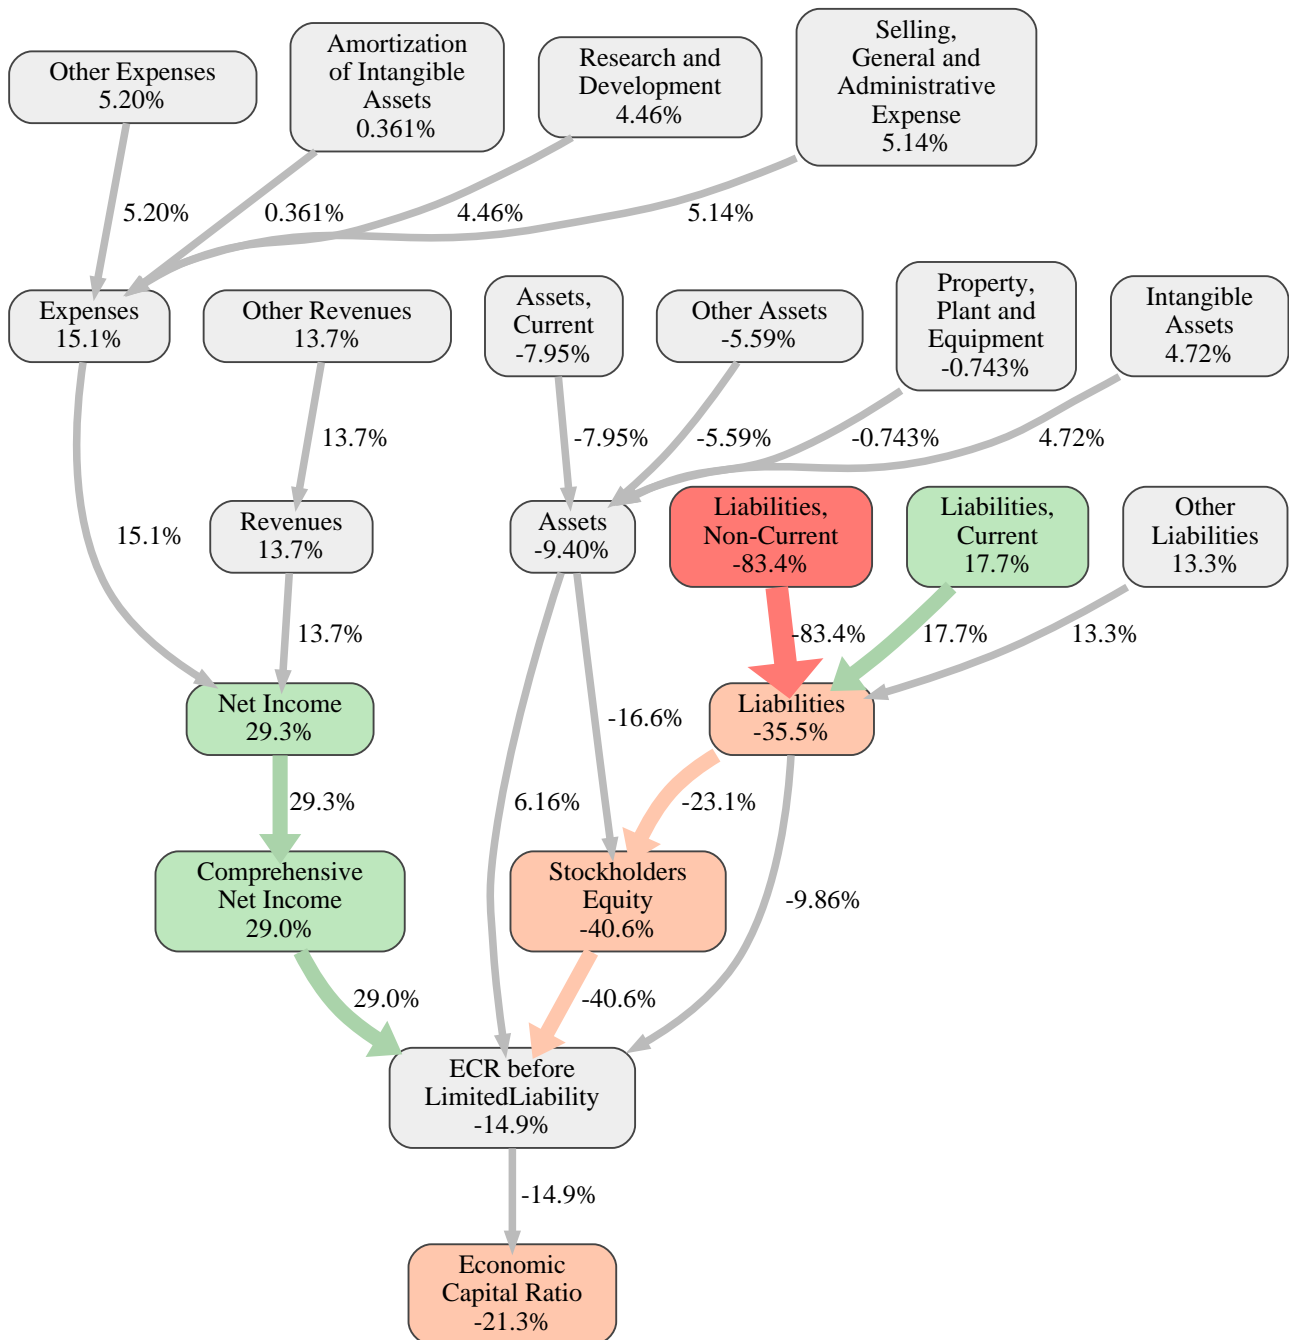 Other Expenses
5.20%
Amortization
of Intangible
Assets
0.361%
Research and
Development
4.46%
Selling,
General and
Administrative
Expense
5.14%
5.20%
0.361%
4.46%
5.14%
Expenses
15.1%
Other Revenues
13.7%
Assets,
Current
-7.95%
Other Assets
-5.59%
Property,
Plant and
Equipment
-0.743%
Intangible
Assets
4.72%
13.7%
-7.95%
-5.59%
-0.743%
4.72%
15.1%
Revenues
13.7%
Assets
-9.40%
Liabilities,
Non-Current
-83.4%
Liabilities,
Current
17.7%
Other
Liabilities
13.3%
13.7%
-83.4%
17.7%
13.3%
Net Income
29.3%
-16.6%
Liabilities
-35.5%
29.3%
6.16%
-23.1%
Comprehensive
Net Income
29.0%
Stockholders
Equity
-40.6%
-9.86%
29.0%
-40.6%
ECR before
LimitedLiability
-14.9%
-14.9%
Economic
Capital Ratio
-21.3%